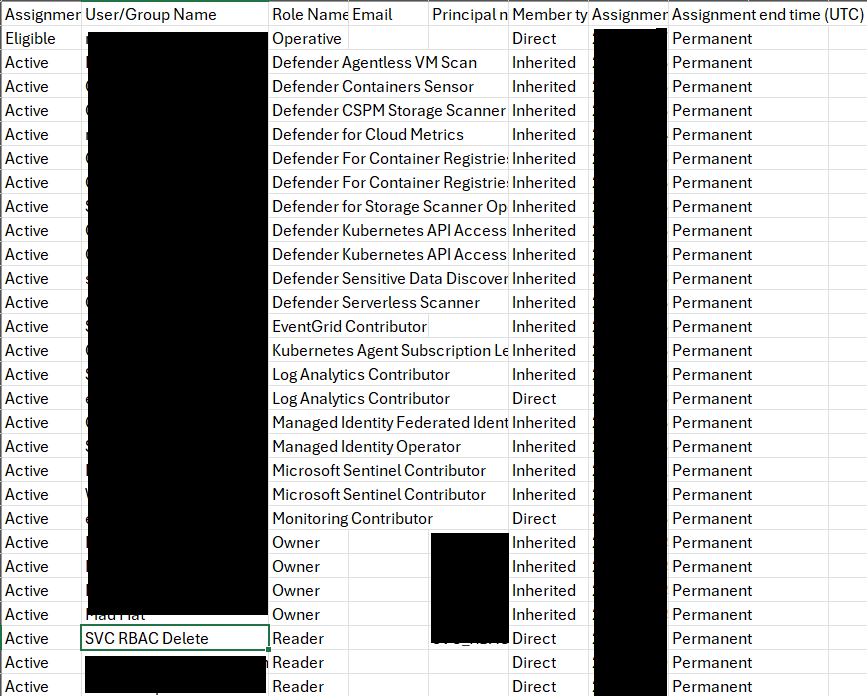 Assignmer User/Group Name Role Name Email Principal n Member ty Assignmer Assignment end time (UTC)
Eligible Operative Direct Permanent
Active Defender Agentless VM Scan Inherited Permanent
Active Defender Containers Sensor Inherited Permanent
Active Defender CSPM Storage Scanner Inherited Permanent
Active Defender for Cloud Metrics Inherited Permanent
Active Defender For Container Registries Inherited Permanent
Active Defender For Container Registries Inherited Permanent
Active Defender for Storage Scanner Op Inherited Permanent
Active Defender Kubernetes API Access Inherited Permanent
Active Defender Kubernetes API Access Inherited Permanent
Active Defender Sensitive Data Discover Inherited Permanent
Active Defender Serverless Scanner Inherited Permanent
Active EventGrid Contributor Inherited Permanent
Active Kubernetes Agent Subscription Le Inherited Permanent
Active Log Analytics Contributor Inherited Permanent
Active Log Analytics Contributor Direct Permanent
Active Managed Identity Federated Ident Inherited Permanent
Active Managed Identity Operator Inherited Permanent
Active Microsoft Sentinel Contributor Inherited Permanent
Active Microsoft Sentinel Contributor Inherited Permanent
Active Monitoring Contributor Direct Permanent
Active Owner Inherited Permanent
Active Owner Inherited Permanent
Active Owner Inherited Permanent
Active Owner Inherited Permanent
Active SVC RBAC Delete Reader Direct Permanent
Active Reader Direct Permanent
Active Reader Direct Permanent